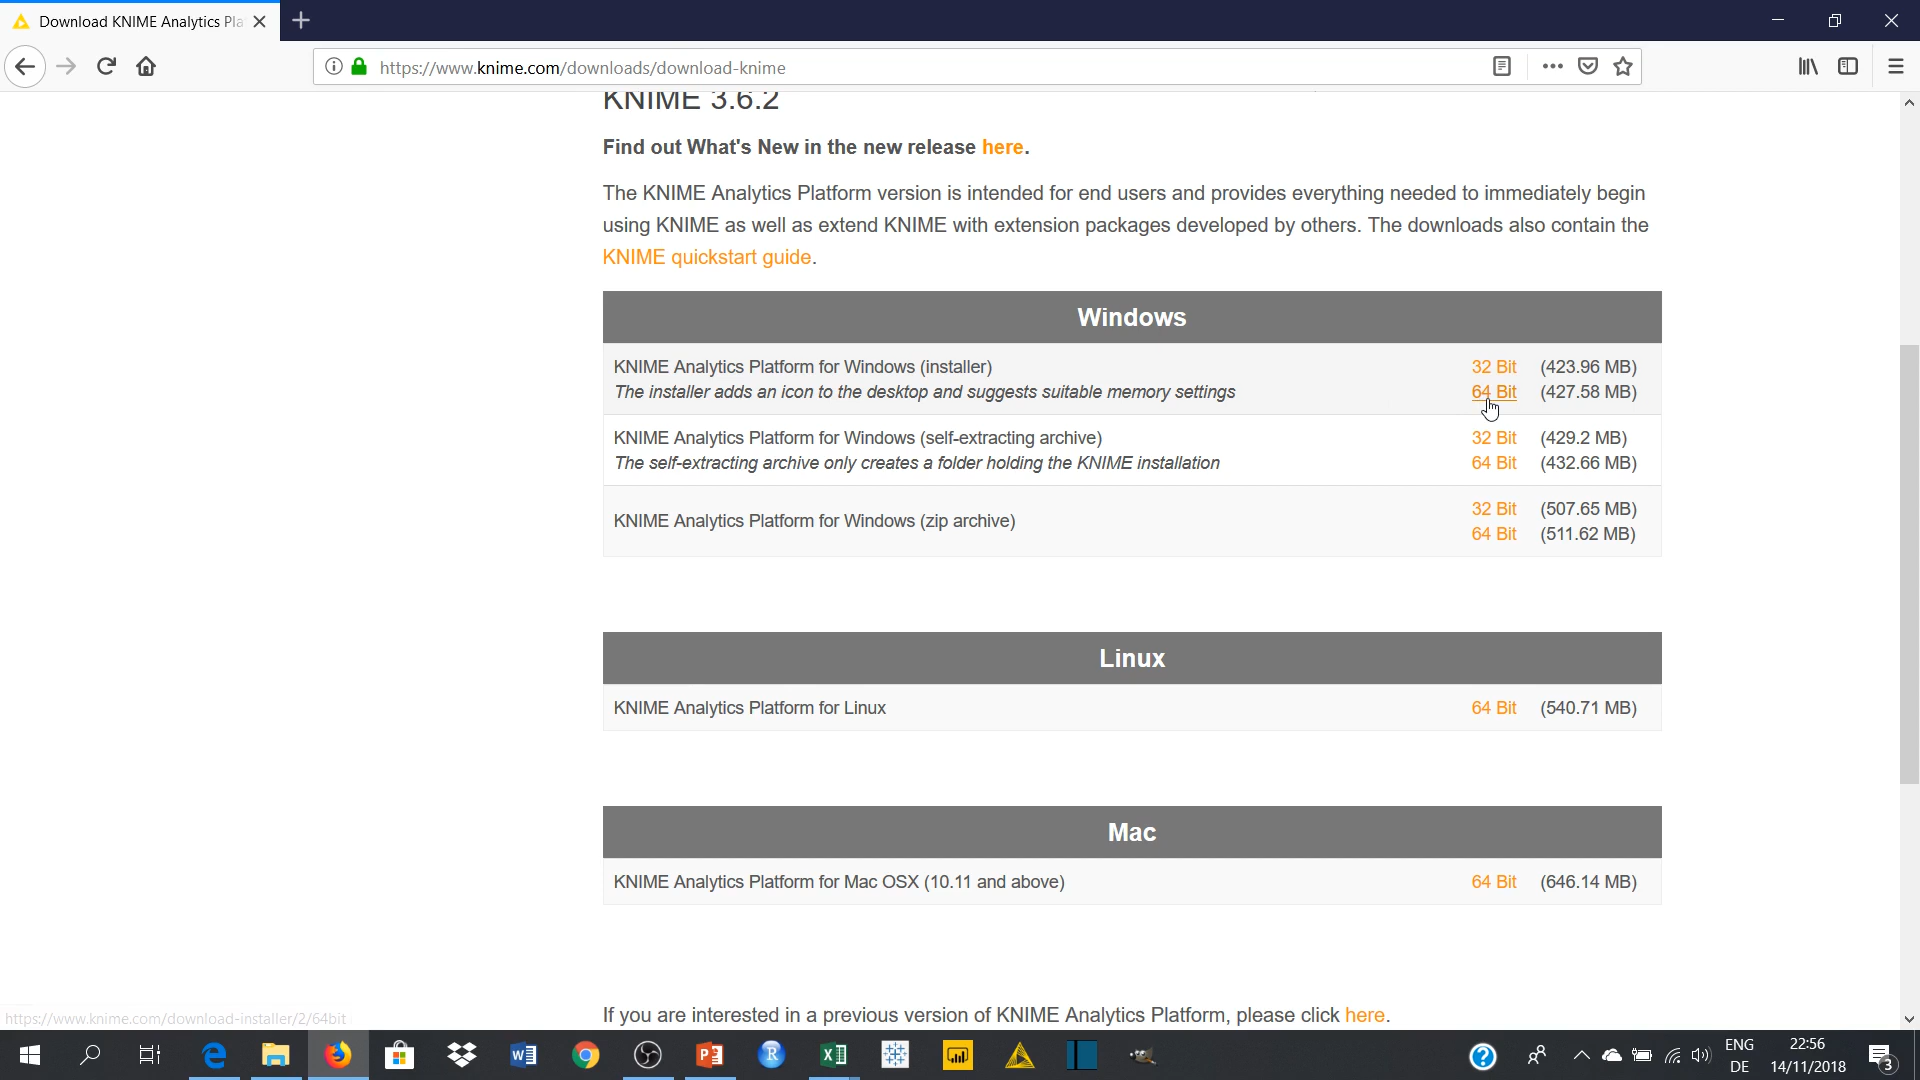 Download KNIME Analytics Pla
https://www.knime.com/downloads/download-knime
KNIME 3.6.2
Find out What's New in the new release here.
The KNIME Analytics Platform version is intended for end users and provides everything needed to immediately begin
using KNIME as well as extend KNIME with extension packages developed by others. The downloads also contain the
KNIME quickstart guide.
Windows
KNIME Analytics Platform for Windows (installer)
32 Bit (423.96 MB)
The installer adds an icon to the desktop and suggests suitable memory settings
64 Bit (427.58 MB)
KNIME Analytics Platform for Windows (self-extracting archive)
32 Bit (429.2 MB)
The self-extracting archive only creates a folder holding the KNIME installation
64 Bit (432.66 MB)
KNIME Analytics Platform for Windows (zip archive)
32 Bit (507.65 MB)
64 Bit (511.62 MB)
Linux
KNIME Analytics Platform for Linux
64 Bit (540.71 MB)
Mac
KNIME Analytics Platform for Mac OSX (10.11 and above)
64 Bit (646.14 MB)
If you are interested in a previous version of KNIME Analytics Platform, please click here.
https://www.knime.com/download-installer/2/64bit
ENG
DE
22:56
14/11/2018
3